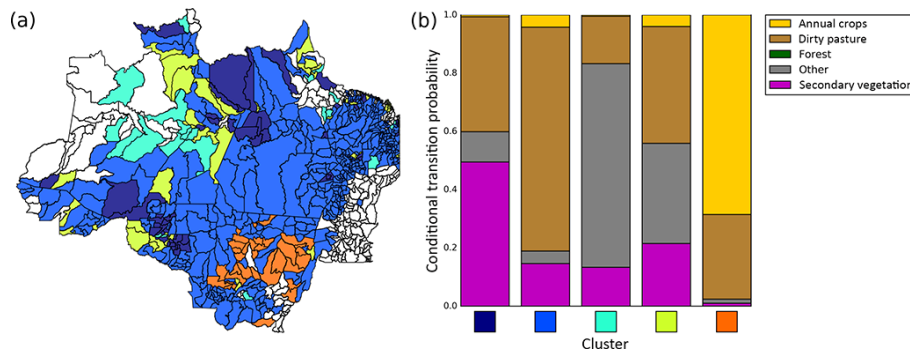 (a)
(b)
Conditional transition probability
1.0
0.8
0.6
0.4
0.2
0.0
Cluster
Annual crops
Dirty pasture
Forest
Other
Secondary vegetation